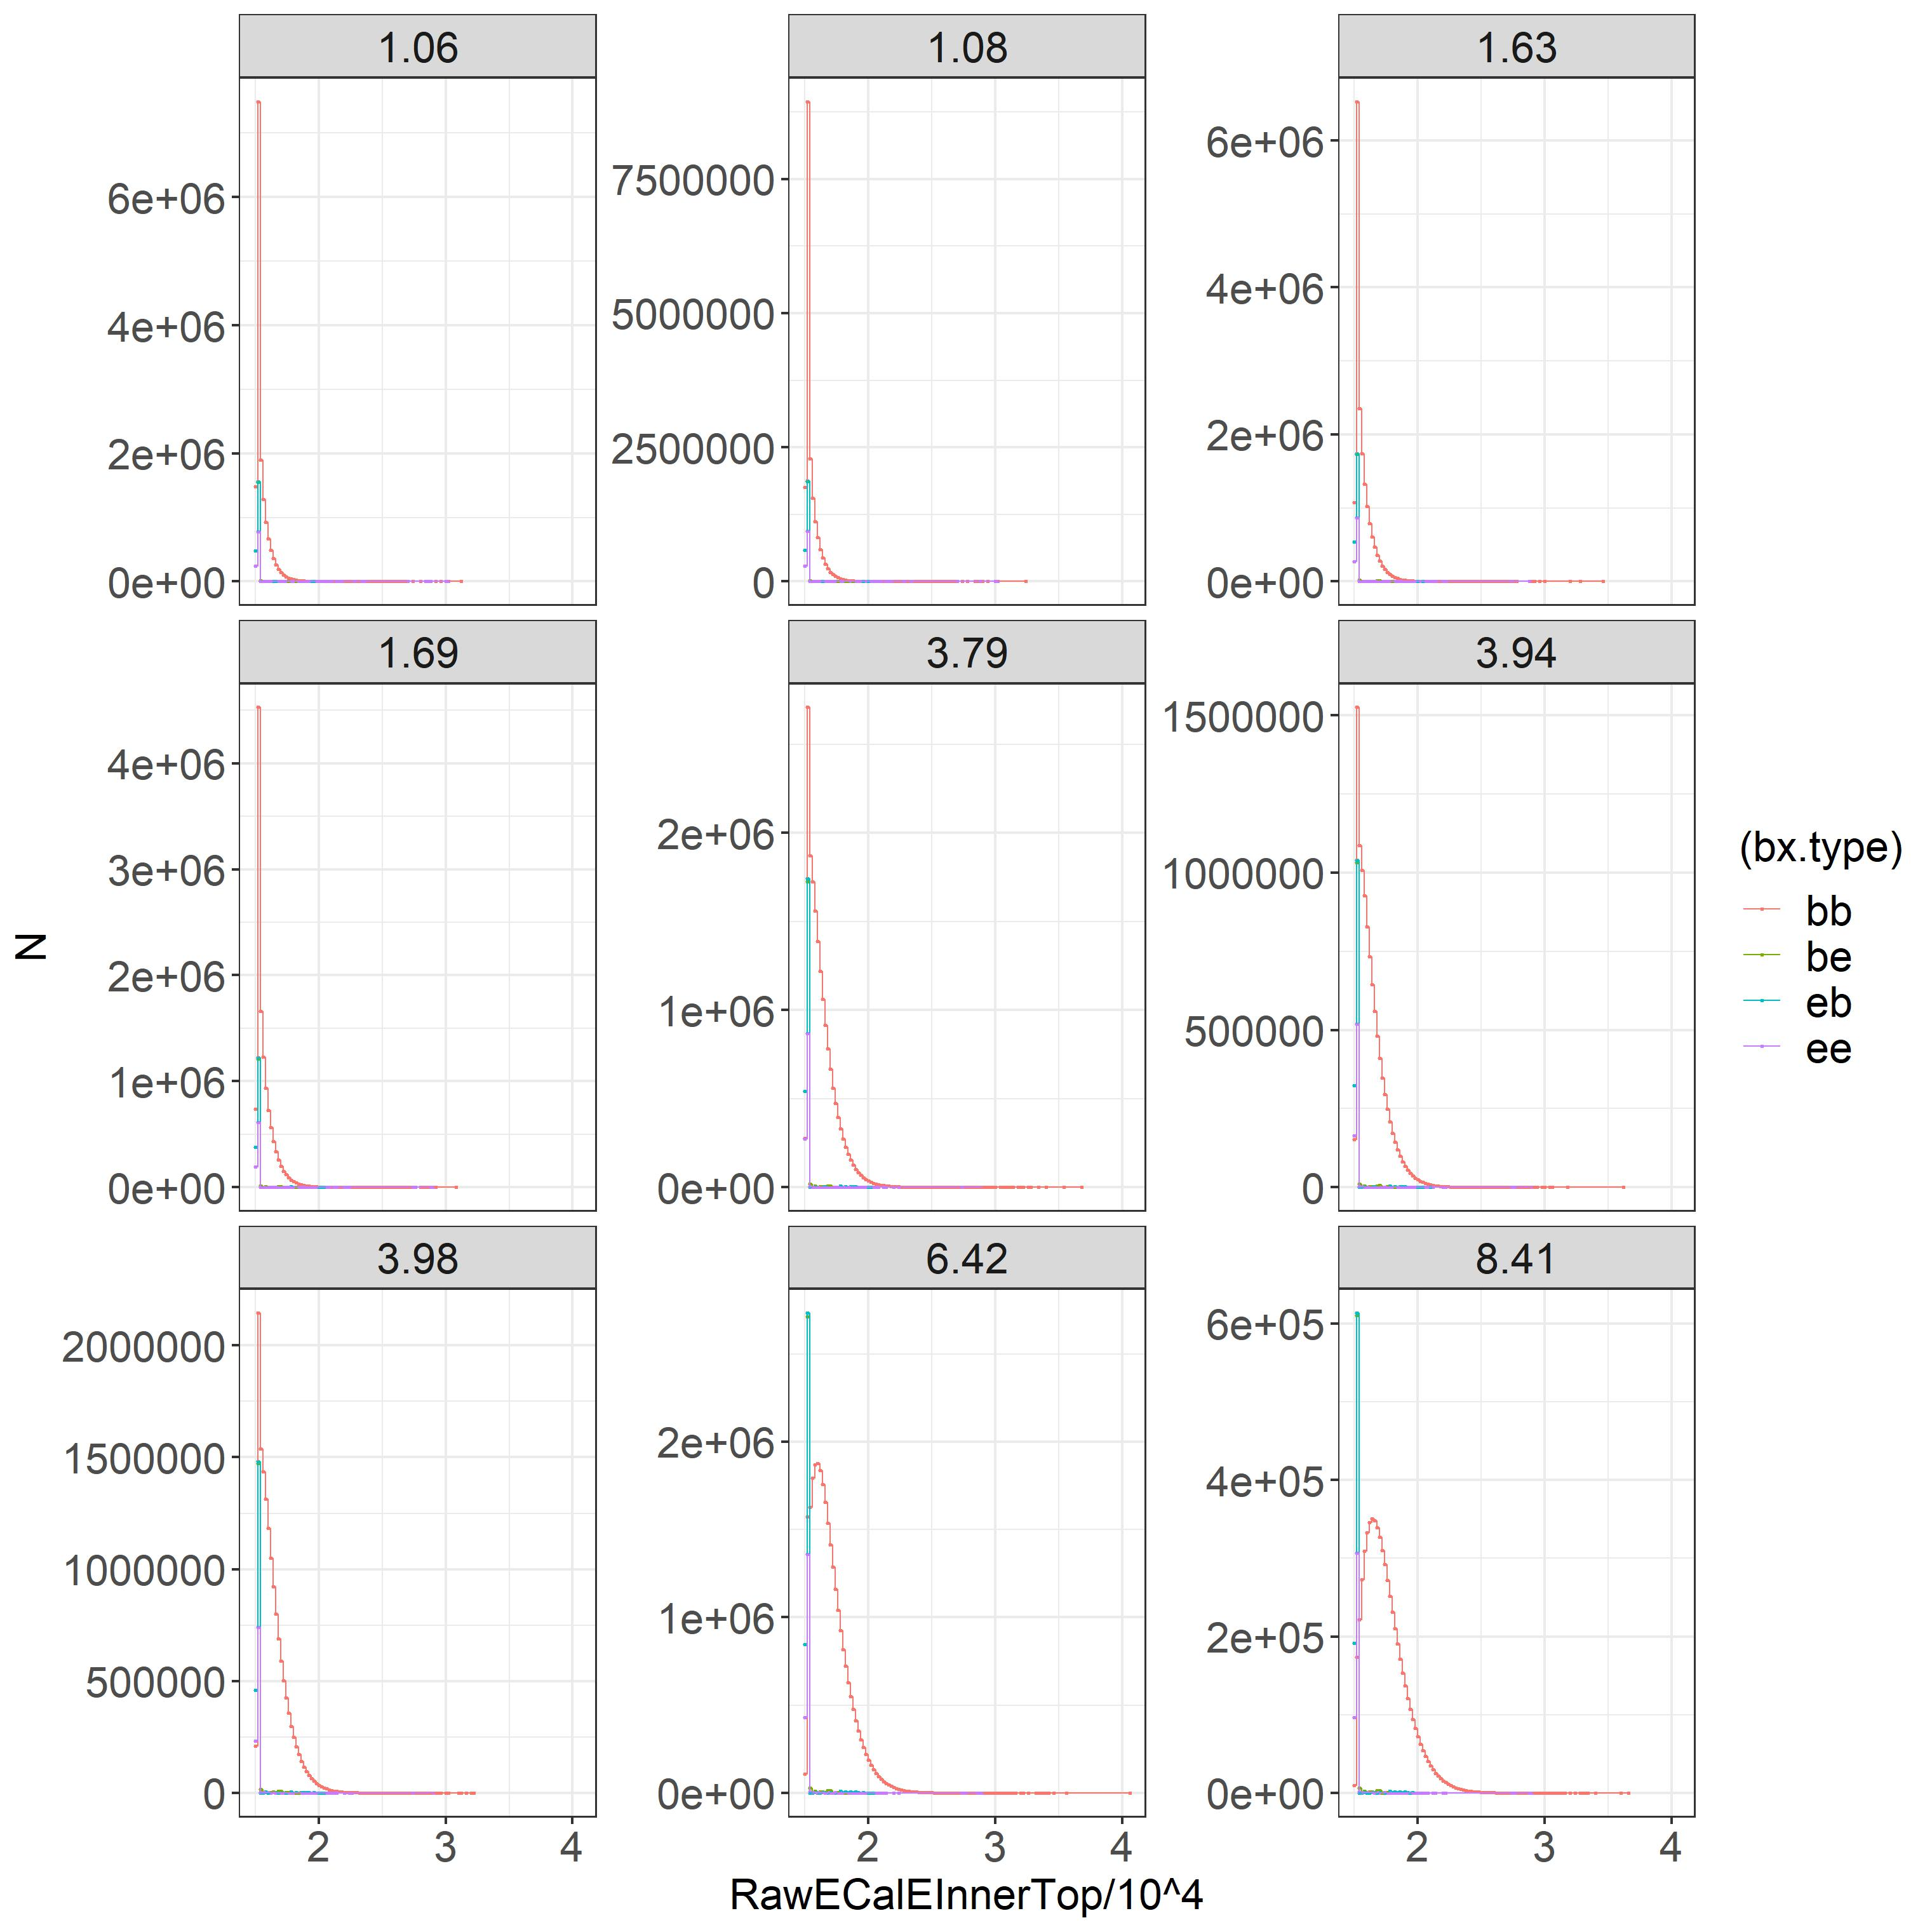 1.06
1.08
1.63
6e+06
4e+06
2e+06
0e+00
7500000
5000000
2500000
0
6e+06
4e+06
2e+06
0e+00
1.69
3.79
3.94
4e+06
3e+06
2e+06
1e+06
0e+00
2e+06
1e+06
0e+00
1500000
1000000
500000
0
3.98
6.42
8.41
2000000
1500000
1000000
500000
0
2e+06
1e+06
0e+00
6e+05
4e+05
2e+05
0e+00
2 3 4
2 3 4
2 3 4
RawECalEInnerTop/10^4
N
(bx.type)
bb
be
eb
ee